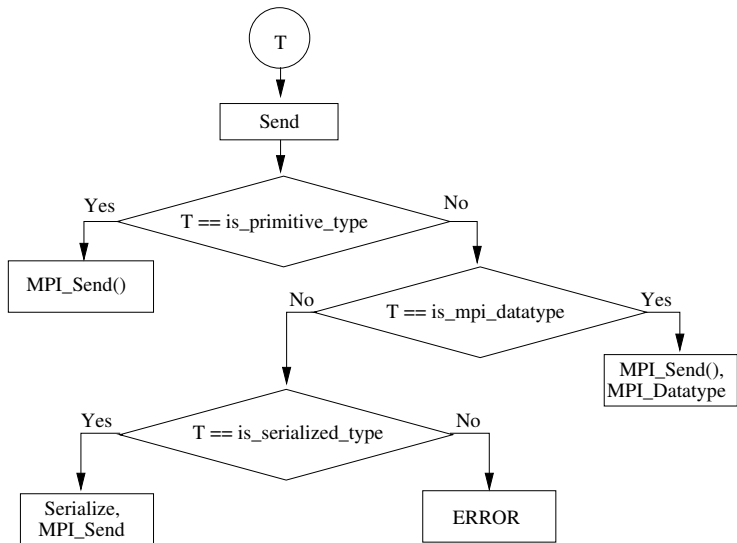 T
Send
Yes
No
T == is_primitive_type
MPI_Send()
No
Yes
T == is_mpi_datatype
MPI_Send(),
MPI_Datatype
Yes
No
T == is_serialized_type
Serialize,
MPI_Send
ERROR